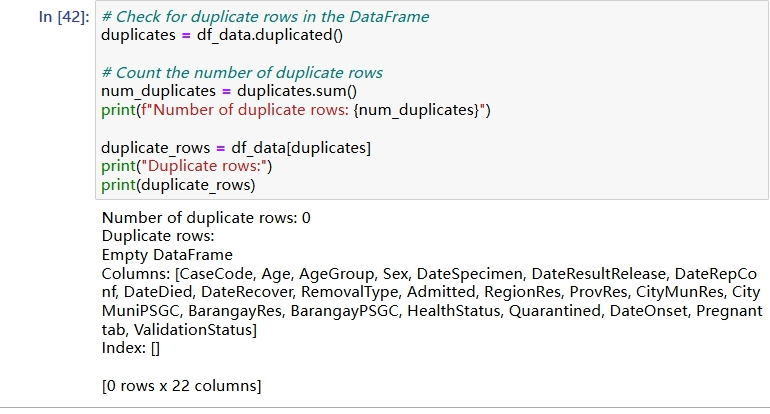 In [42]: # Check for duplicate rows in the DataFrame
duplicates = df_data.duplicated()
# Count the number of duplicate rows
num_duplicates = duplicates.sum()
print(f"Number of duplicate rows: {num_duplicates}")
duplicate_rows = df_data[duplicates]
print("Duplicate rows:")
print(duplicate_rows)
Number of duplicate rows: 0
Duplicate rows:
Empty DataFrame
Columns: [CaseCode, Age, AgeGroup, Sex, DateSpecimen, DateResultRelease, DateRepCo
nf, DateDied, DateRecover, RemovalType, Admitted, RegionRes, ProvRes, CityMunRes, City
MuniPSGC, BarangayRes, BarangayPSGC, HealthStatus, Quarantined, DateOnset, Pregnant
tab, ValidationStatus]
Index: []
[0 rows x 22 columns]